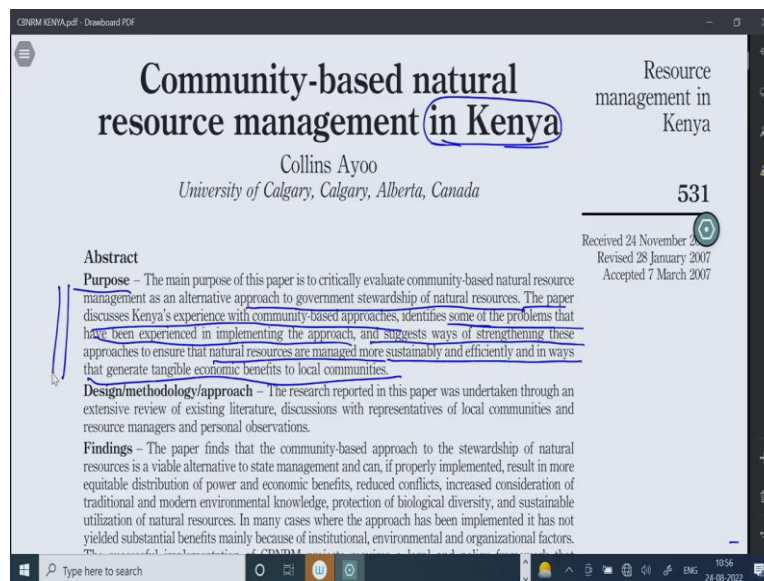 CBNRM KENYA.pdf - Drawboard PDF
Community-based natural
resource management in Kenya
Collins Ayoo
University of Calgary, Calgary, Alberta, Canada
Resource
management in
Kenya
531
Received 24 November
Revised 28 January 2007
Accepted 7 March 2007
Abstract
Purpose – The main purpose of this paper is to critically evaluate community-based natural resource
management as an alternative approach to government stewardship of natural resources. The paper
discusses Kenya's experience with community-based approaches, identifies some of the problems that
have been experienced in implementing the approach, and suggests ways of strengthening these
approaches to ensure that natural resources are managed more sustainably and efficiently and in ways
that generate tangible economic benefits to local communities.
Design/methodology/approach – The research reported in this paper was undertaken through an
extensive review of existing literature, discussions with representatives of local communities and
resource managers and personal observations.
Findings – The paper finds that the community-based approach to the stewardship of natural
resources is a viable alternative to state management and can, if properly implemented, result in more
equitable distribution of power and economic benefits, reduced conflicts, increased consideration of
traditional and modern environmental knowledge, protection of biological diversity, and sustainable
utilization of natural resources. In many cases where the approach has been implemented it has not
yielded substantial benefits mainly because of institutional, environmental and organizational factors.
Type here to search
ENG
10:56
24-08-2022